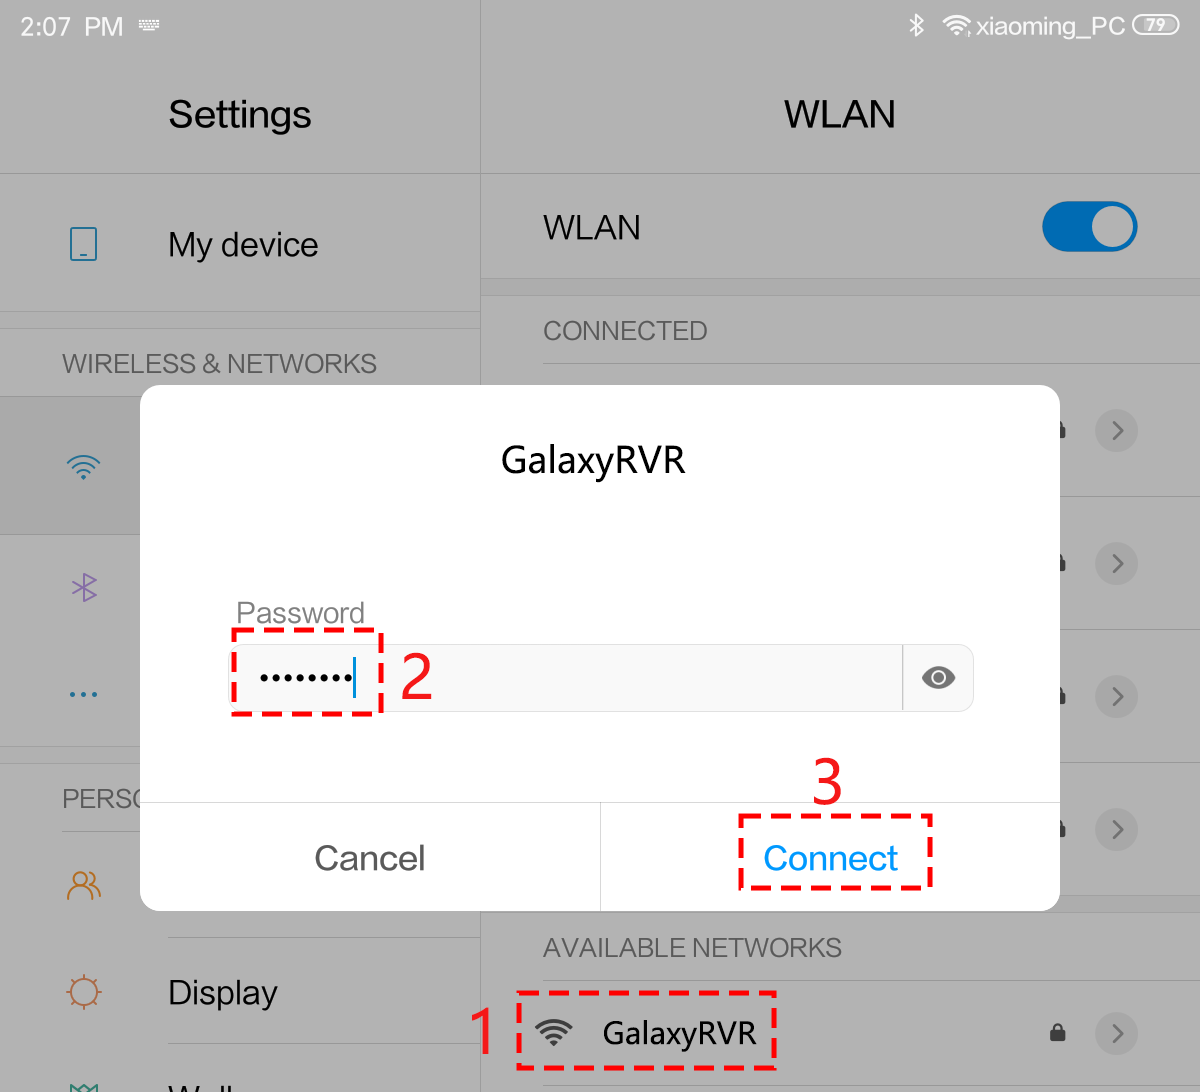 2:07 PM
xiaoming_PC 79
Settings
WLAN
My device
WLAN
CONNECTED
WIRELESS & NETWORKS
GalaxyRVR
Password
••••••••
2
3
Cancel
Connect
Display
AVAILABLE NETWORKS
1
GalaxyRVR